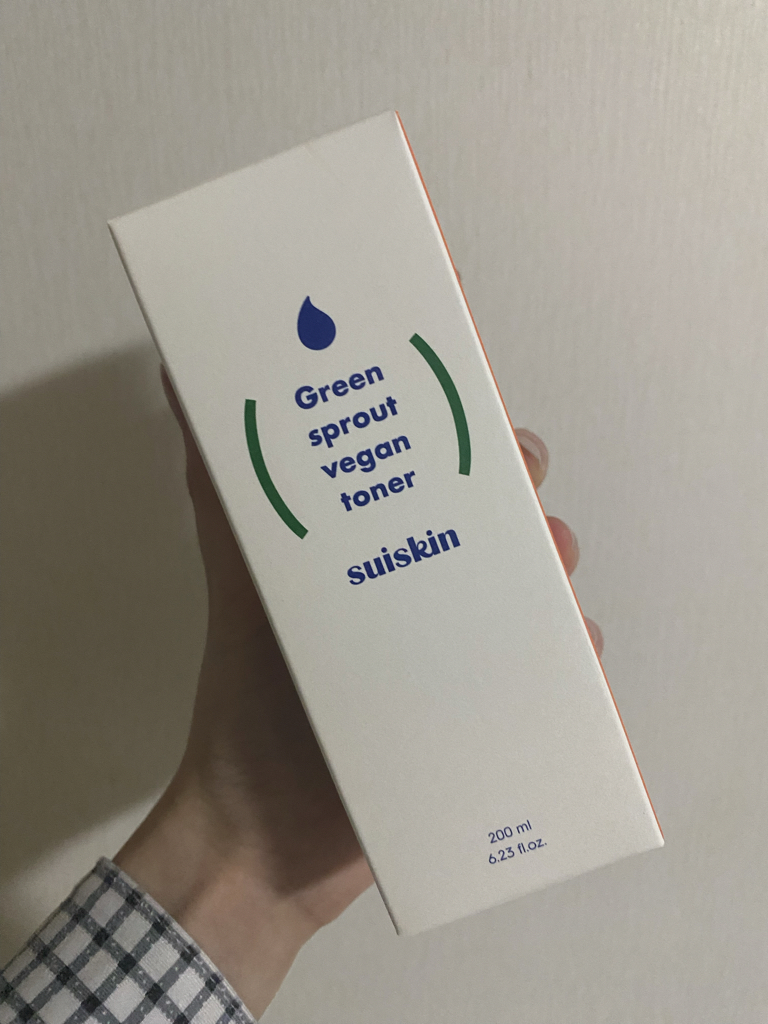 Green
sprout
vegan
toner
suiskin
200 ml
6.23 fl.oz.